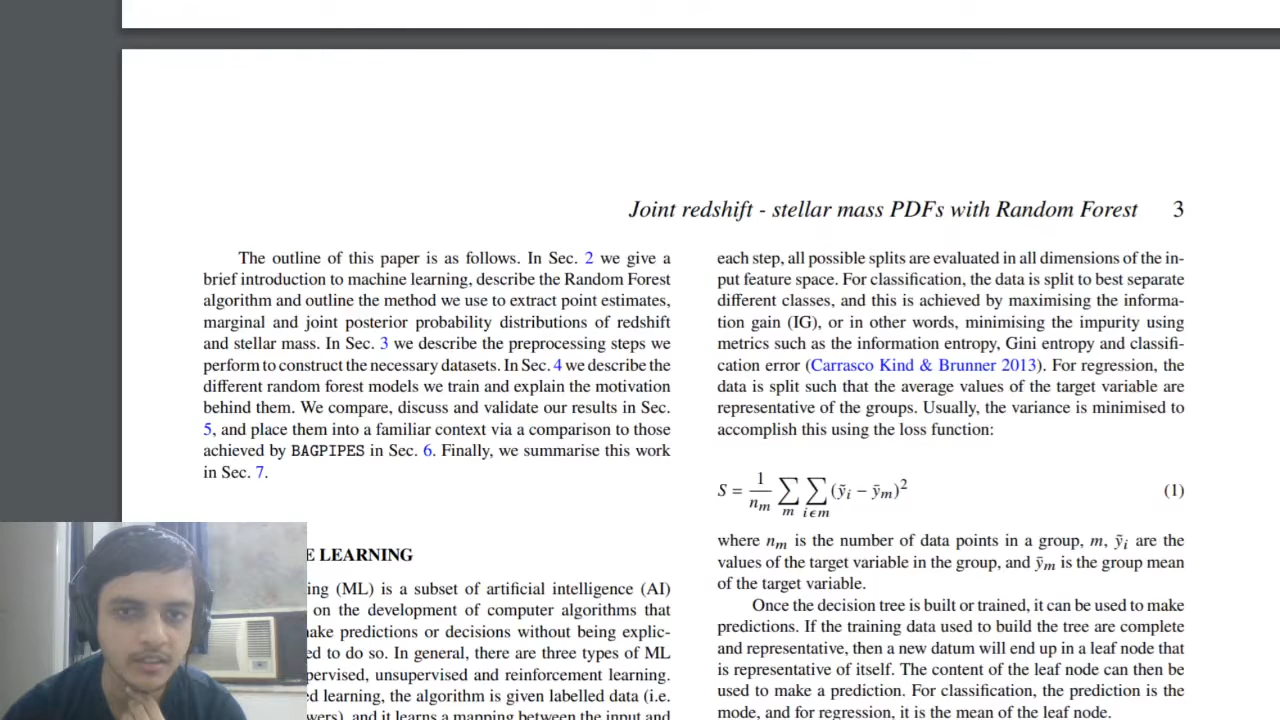 Joint redshift - stellar mass PDFs with Random Forest 3
The outline of this paper is as follows. In Sec. 2 we give a
brief introduction to machine learning, describe the Random Forest
algorithm and outline the method we use to extract point estimates,
marginal and joint posterior probability distributions of redshift
and stellar mass. In Sec. 3 we describe the preprocessing steps we
perform to construct the necessary datasets. In Sec. 4 we describe the
different random forest models we train and explain the motivation
behind them. We compare, discuss and validate our results in Sec.
5, and place them into a familiar context via a comparison to those
achieved by BAGPIPES in Sec. 6. Finally, we summarise this work
in Sec. 7.
E LEARNING
ing (ML) is a subset of artificial intelligence (AI)
on the development of computer algorithms that
ake predictions or decisions without being explic-
ed to do so. In general, there are three types of ML
pervised, unsupervised and reinforcement learning.
d learning, the algorithm is given labelled data (i.e.
wers), and it learns a mapping between the input and
each step, all possible splits are evaluated in all dimensions of the in-
put feature space. For classification, the data is split to best separate
different classes, and this is achieved by maximising the informa-
tion gain (IG), or in other words, minimising the impurity using
metrics such as the information entropy, Gini entropy and classifi-
cation error (Carrasco Kind & Brunner 2013). For regression, the
data is split such that the average values of the target variable are
representative of the groups. Usually, the variance is minimised to
accomplish this using the loss function:
S = 1/nₘ ∑ₘ ∑ᵢϵₘ (ȳᵢ − ȳₘ)² (1)
where nₘ is the number of data points in a group, m, ȳᵢ are the
values of the target variable in the group, and ȳₘ is the group mean
of the target variable.
Once the decision tree is built or trained, it can be used to make
predictions. If the training data used to build the tree are complete
and representative, then a new datum will end up in a leaf node that
is representative of itself. The content of the leaf node can then be
used to make a prediction. For classification, the prediction is the
mode, and for regression, it is the mean of the leaf node.